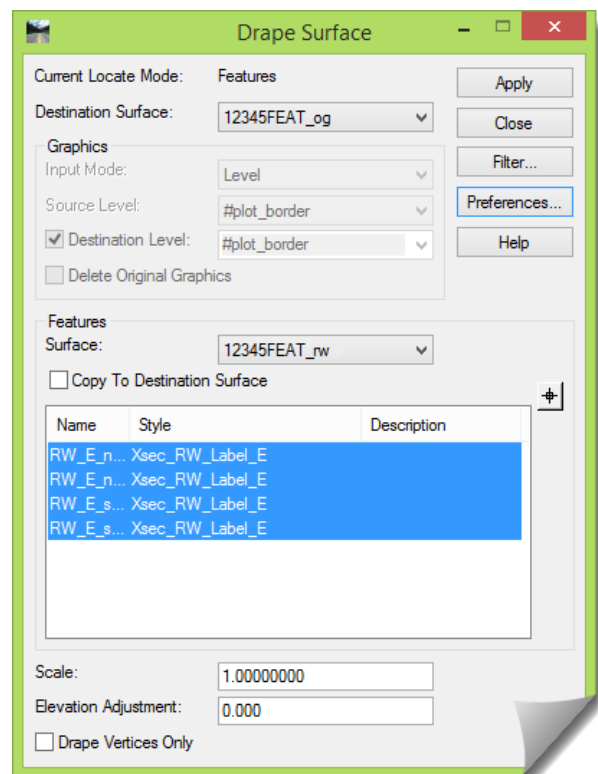 Drape Surface
Current Locate Mode: Features
Apply
Destination Surface: 12345FEAT_og
Close
Graphics
Input Mode: Level
Filter...
Source Level: #plot_border
Preferences...
Destination Level: #plot_border
Help
Delete Original Graphics
Features
Surface: 12345FEAT_rw
Copy To Destination Surface
Name Style Description
RW_E_n... Xsec_RW_Label_E
RW_E_n... Xsec_RW_Label_E
RW_E_s... Xsec_RW_Label_E
RW_E_s... Xsec_RW_Label_E
Scale: 1.00000000
Elevation Adjustment: 0.000
Drape Vertices Only